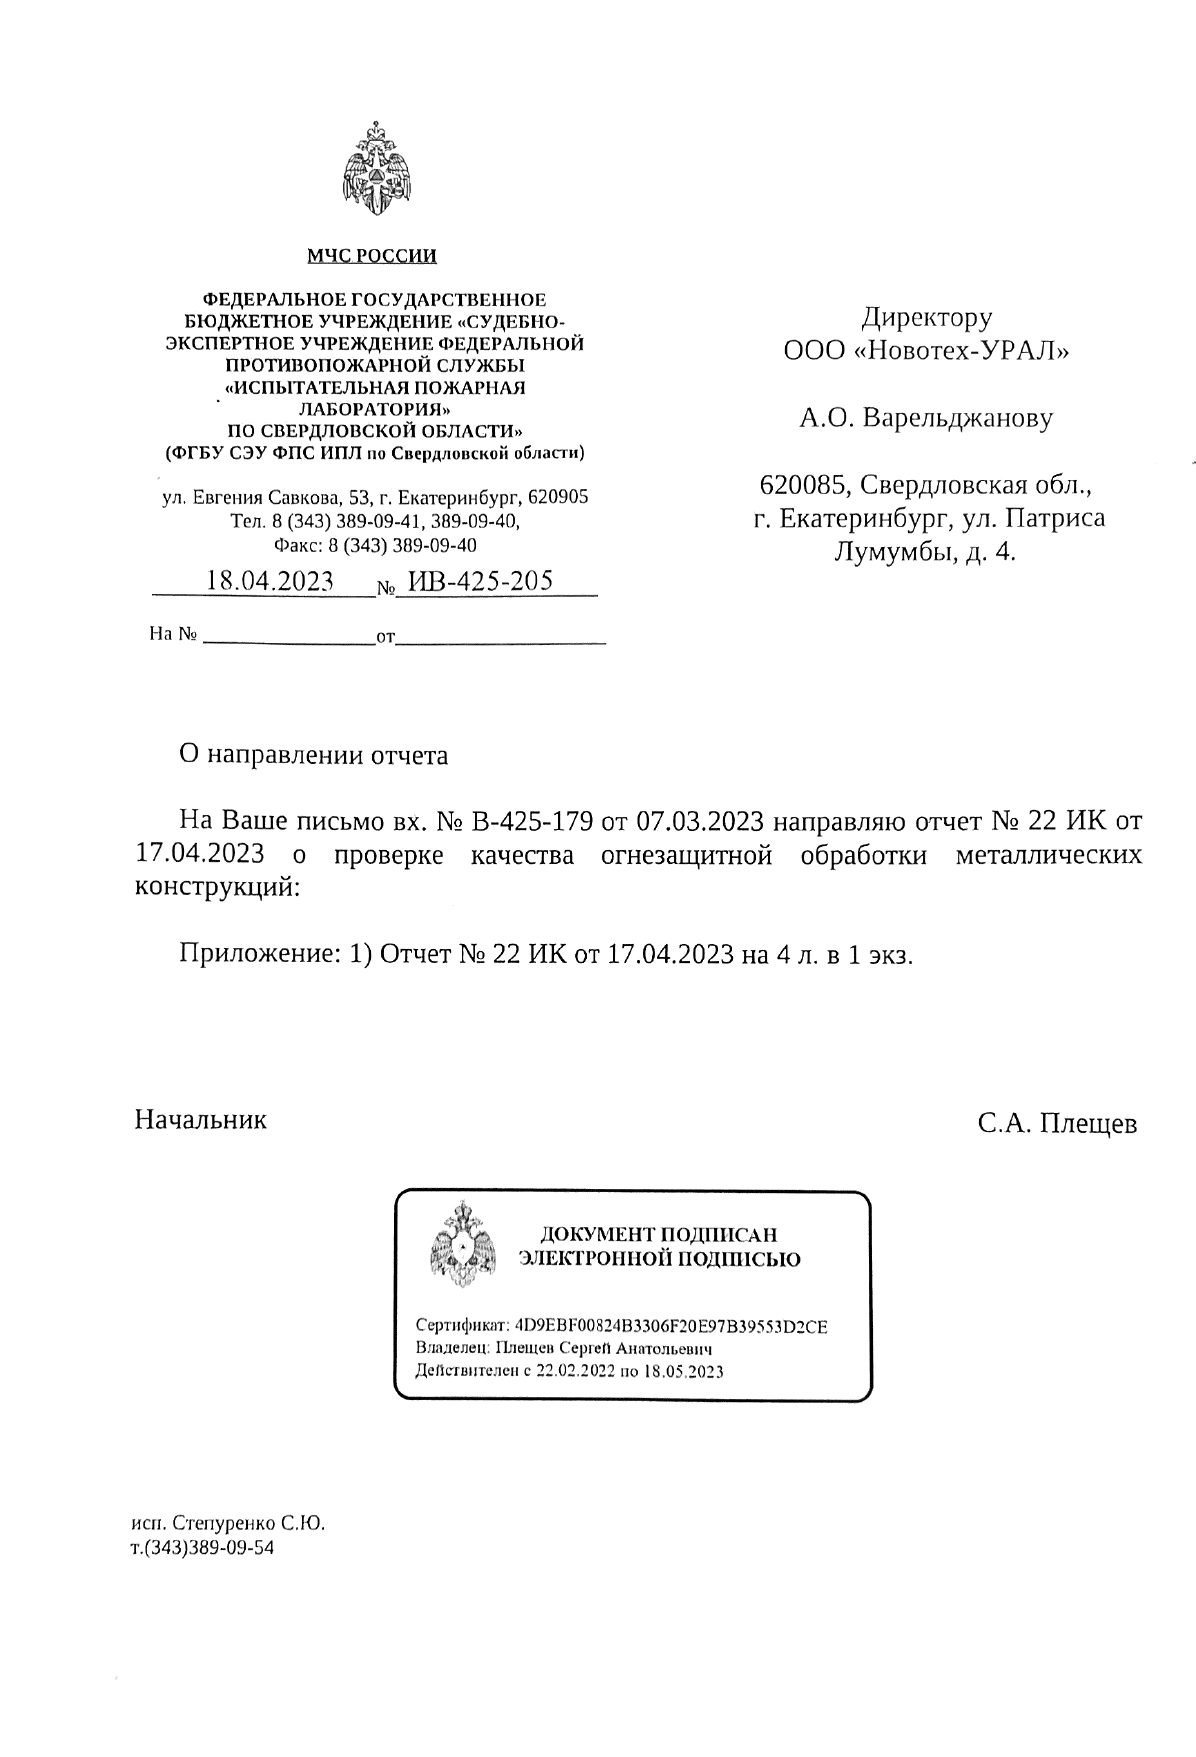 МЧС РОССИИ
ФЕДЕРАЛЬНОЕ ГОСУДАРСТВЕННОЕ
БЮДЖЕТНОЕ УЧРЕЖДЕНИЕ «СУДЕБНО-
ЭКСПЕРТНОЕ УЧРЕЖДЕНИЕ ФЕДЕРАЛЬНОЙ
ПРОТИВОПОЖАРНОЙ СЛУЖБЫ
«ИСПЫТАТЕЛЬНАЯ ПОЖАРНАЯ
ЛАБОРАТОРИЯ»
ПО СВЕРДЛОВСКОЙ ОБЛАСТИ»
(ФГБУ СЭУ ФПС ИПЛ по Свердловской области)
ул. Евгения Савкова, 53, г. Екатеринбург, 620905
Тел. 8 (343) 389-09-41, 389-09-40,
Факс: 8 (343) 389-09-40
18.04.2023 № ИВ-425-205
На № от
Директору
ООО «Новотех-УРАЛ»
А.О. Варельджанову
620085, Свердловская обл.,
г. Екатеринбург, ул. Патриса
Лумумбы, д. 4.
О направлении отчета
На Ваше письмо вх. № В-425-179 от 07.03.2023 направляю отчет № 22 ИК от
17.04.2023 о проверке качества огнезащитной обработки металлических
конструкций:
Приложение: 1) Отчет № 22 ИК от 17.04.2023 на 4 л. в 1 экз.
Начальник С.А. Плещев
ДОКУМЕНТ ПОДПИСАН
ЭЛЕКТРОННОЙ ПОДПИСЬЮ
Сертификат: 4D9EBF00824B3306F20E97B39553D2CE
Владелец: Плещев Сергей Анатольевич
Действителен с 22.02.2022 по 18.05.2023
исп. Степуренко С.Ю.
т.(343)389-09-54